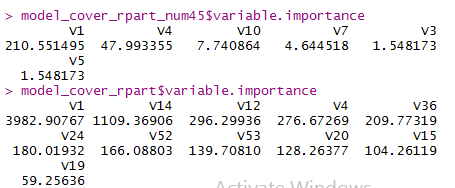 > model_cover_rpart_num45$variable.importance
V1 V4 V10 V7 V3
210.551495 47.993355 7.740864 4.644518 1.548173
V5
1.548173
> model_cover_rpart$variable.importance
V1 V14 V12 V4 V36
3982.90767 1109.36906 296.29936 276.67269 209.77319
V24 V52 V53 V20 V15
180.01932 166.08803 139.70810 128.26377 104.26119
V19
59.25636
Activate Windows